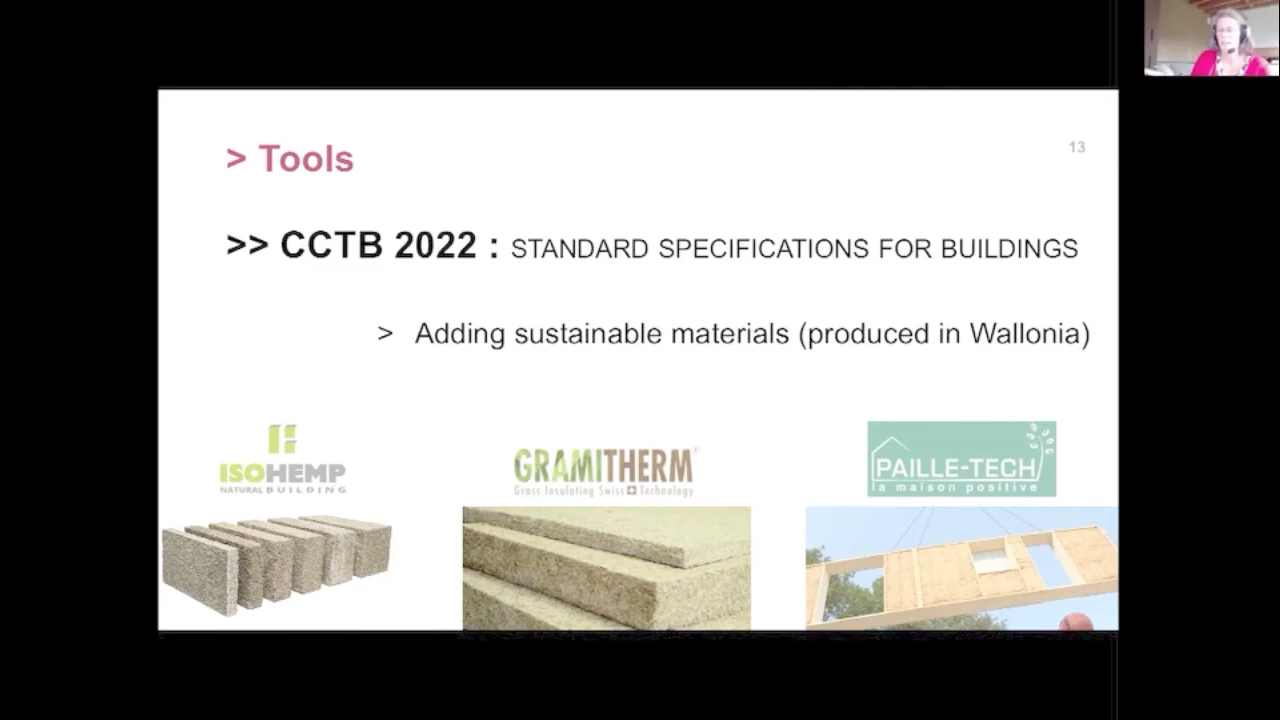 > Tools
13
>> CCTB 2022 : STANDARD SPECIFICATIONS FOR BUILDINGS
> Adding sustainable materials (produced in Wallonia)
ISOHEMP
NATURAL BUILDING
GRAMITHERM®
Grass Insulating Swiss Technology
PAILLE-TECH
la maison positive